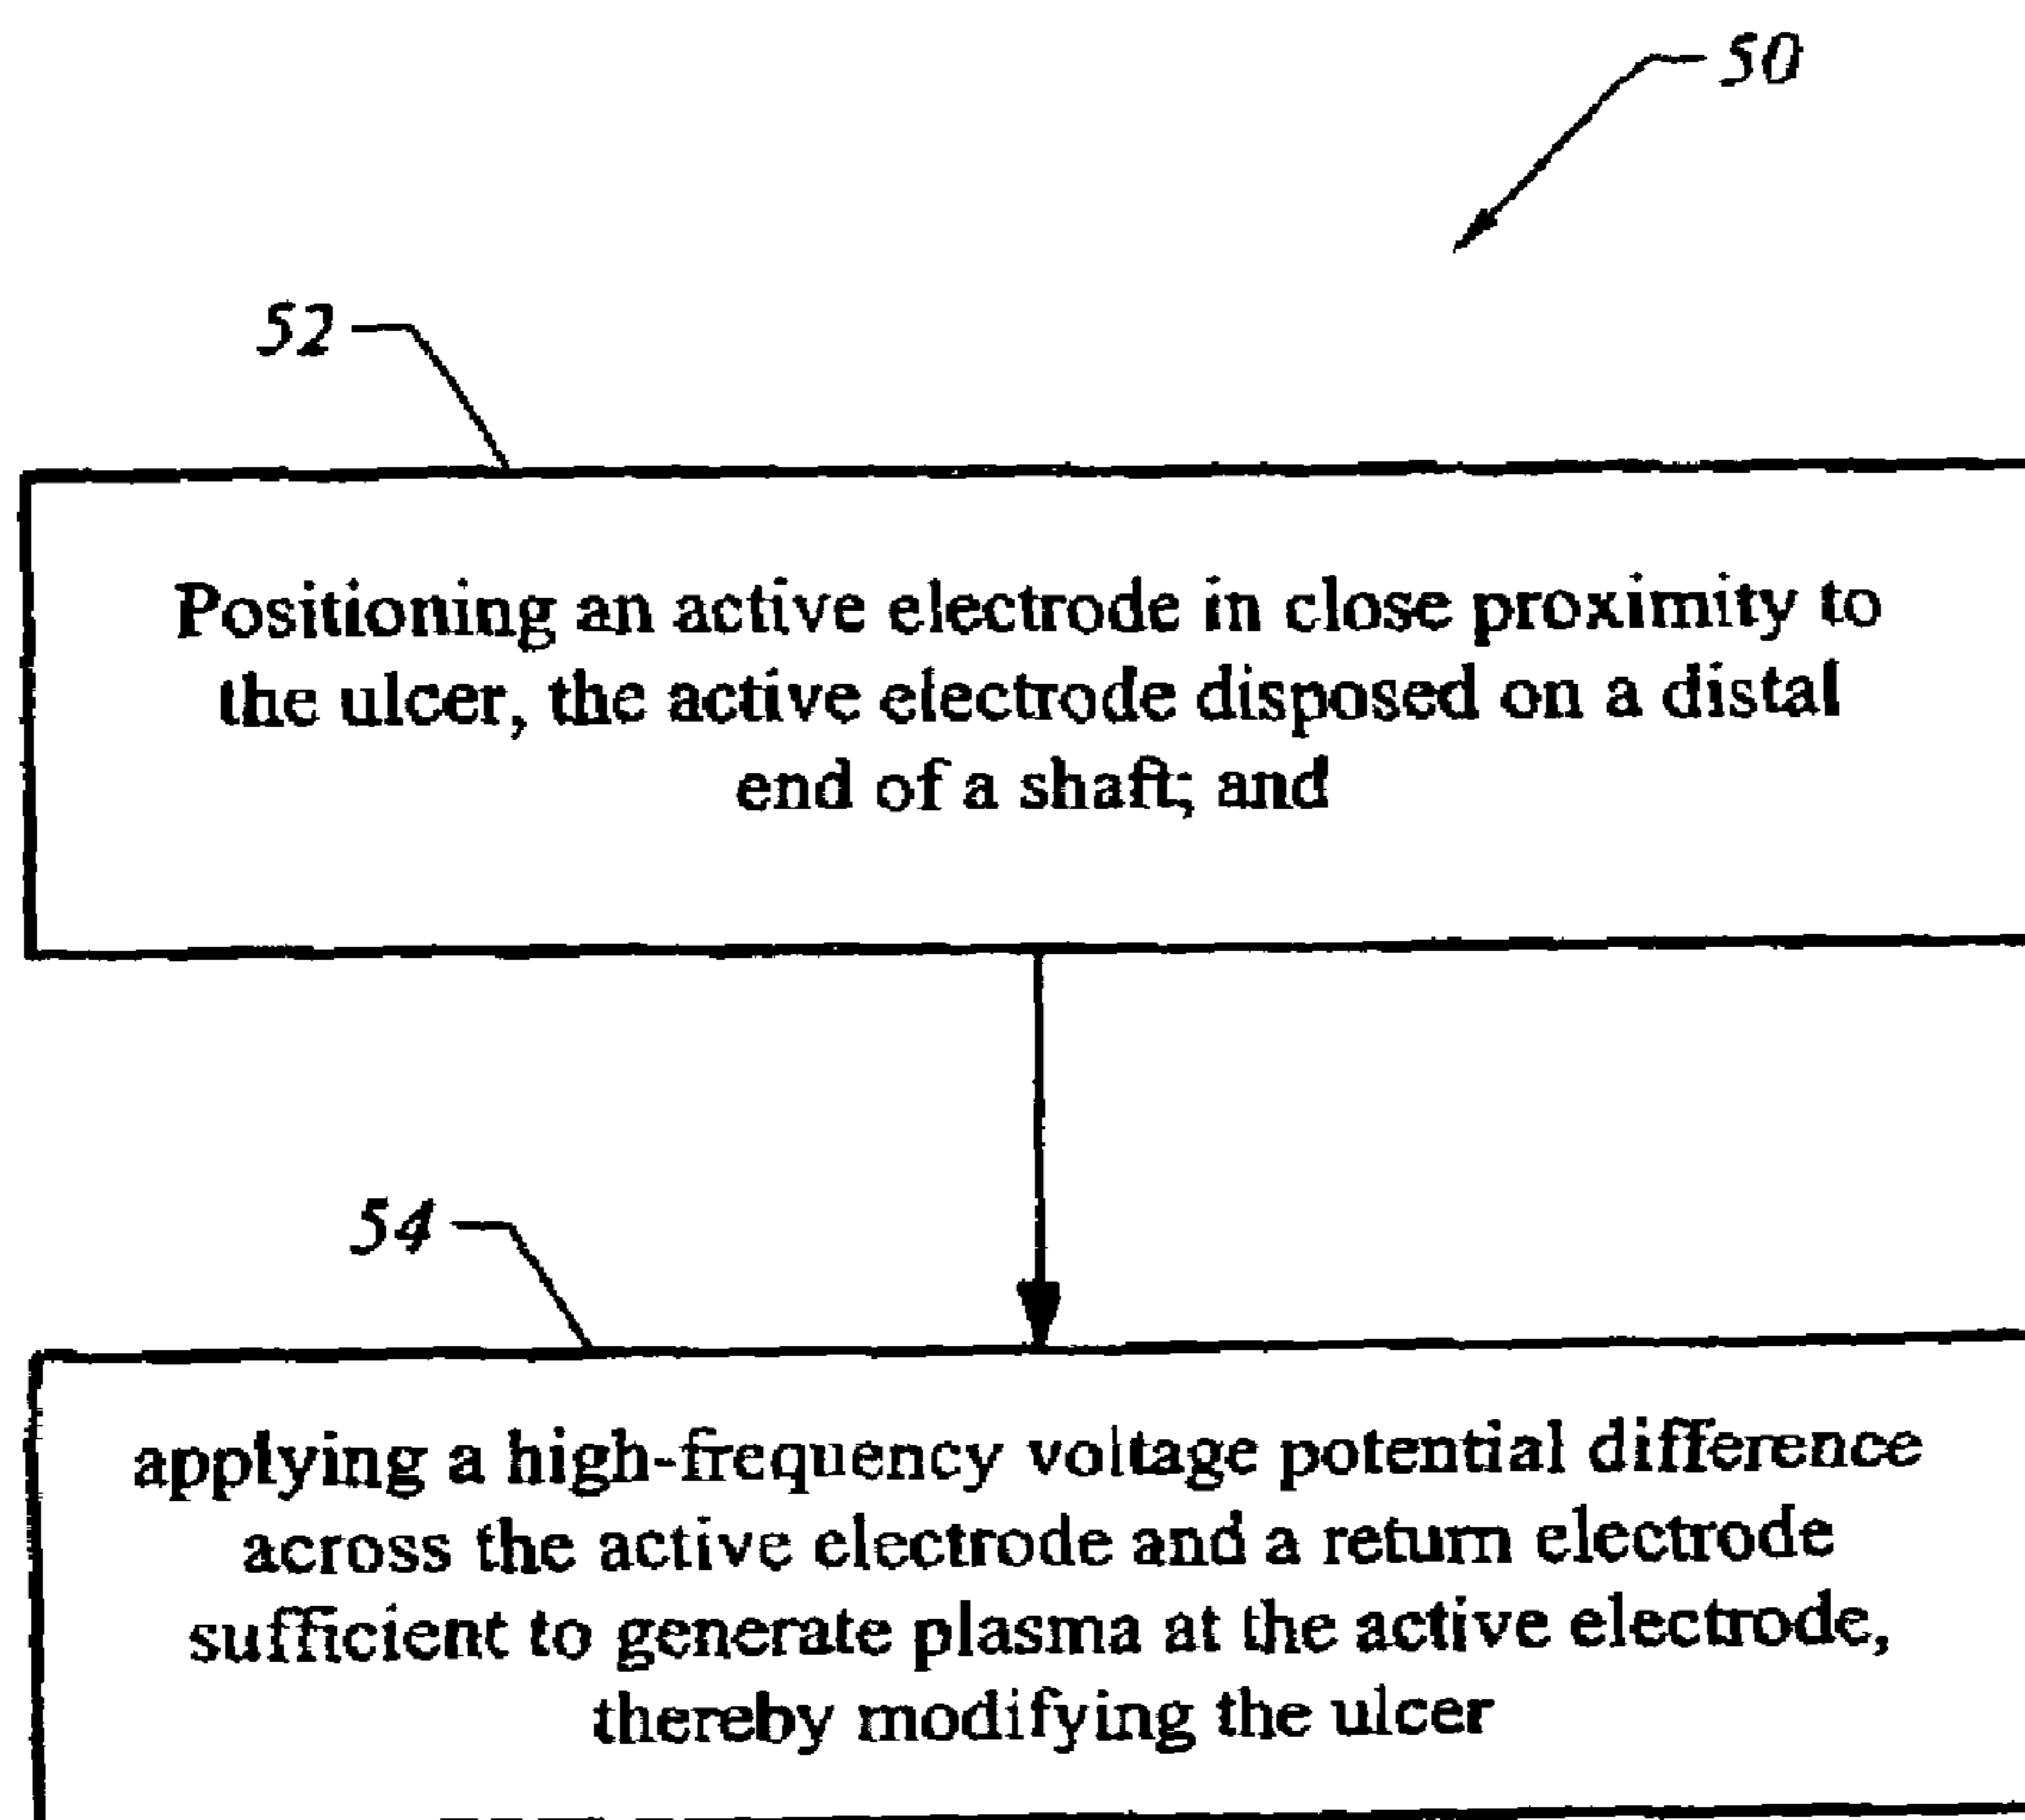 50
52
Positioning an active electrode in close proximity to
the ulcer, the active electrode disposed on a distal
end of a shaft; and
54
applying a high-frequency voltage potential difference
across the active electrode and a return electrode
sufficient to generate plasma at the active electrode,
thereby modifying the ulcer